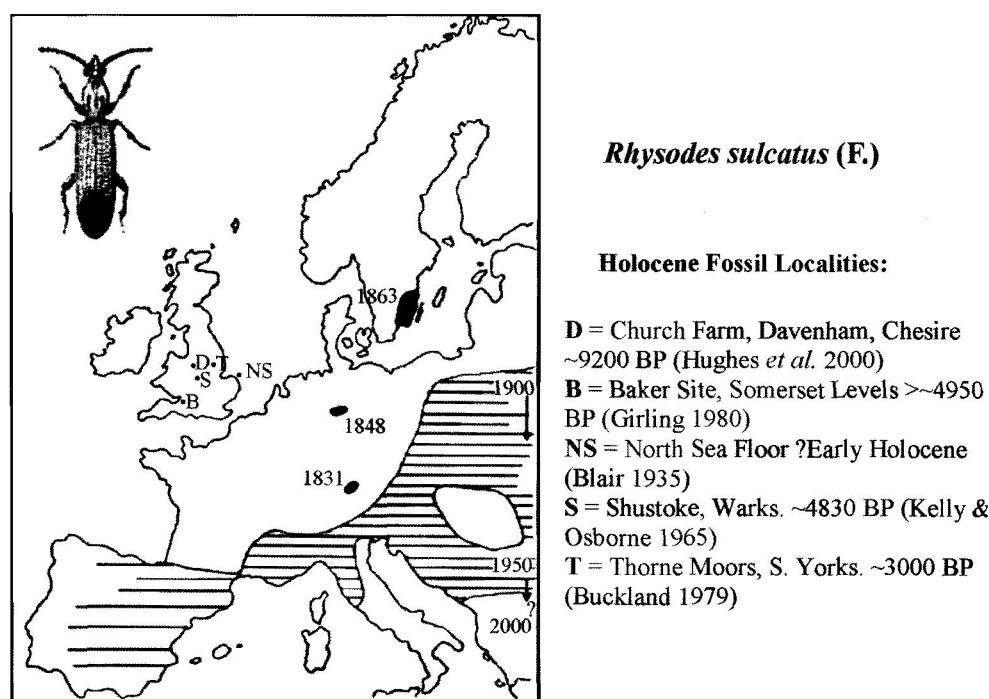 1863
D T
S
NS
B
1848
1831
1900
1950
?
2000
Rhysodes sulcatus (F.)
Holocene Fossil Localities:
D = Church Farm, Davenham, Chesire
~9200 BP (Hughes et al. 2000)
B = Baker Site, Somerset Levels >~4950
BP (Girling 1980)
NS = North Sea Floor ?Early Holocene
(Blair 1935)
S = Shustoke, Warks. ~4830 BP (Kelly &
Osborne 1965)
T = Thorne Moors, S. Yorks. ~3000 BP
(Buckland 1979)